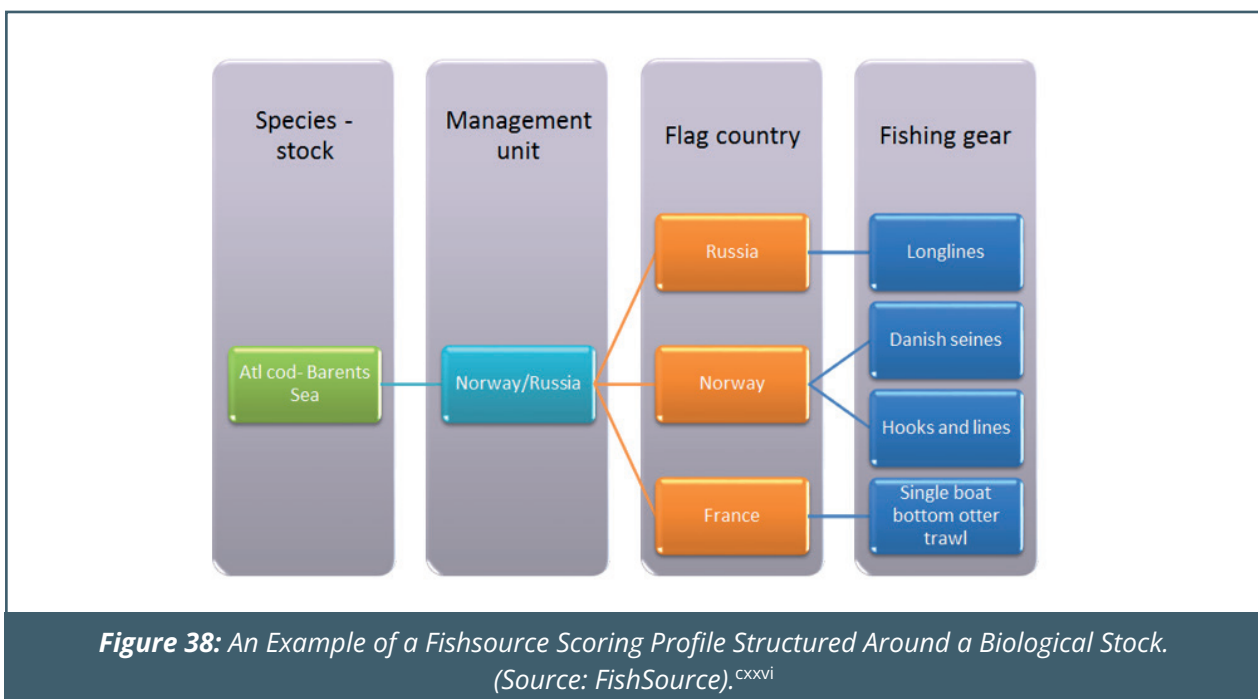 Species -
stock
Management
unit
Flag country
Fishing gear
Atl cod- Barents
Sea
Norway/Russia
Russia
Norway
France
Longlines
Danish seines
Hooks and lines
Single boat
bottom otter
trawl
Figure 38: An Example of a Fishsource Scoring Profile Structured Around a Biological Stock.
(Source: FishSource).cxxvi